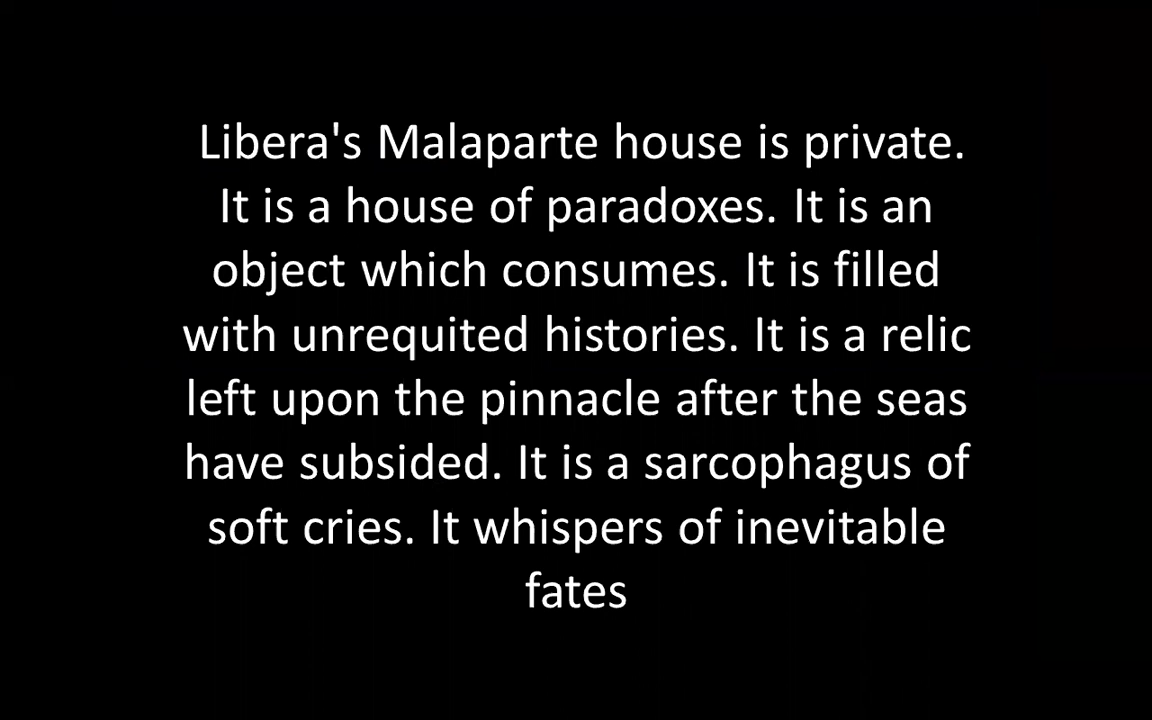 Libera's Malaparte house is private.
It is a house of paradoxes. It is an
object which consumes. It is filled
with unrequited histories. It is a relic
left upon the pinnacle after the seas
have subsided. It is a sarcophagus of
soft cries. It whispers of inevitable
fates